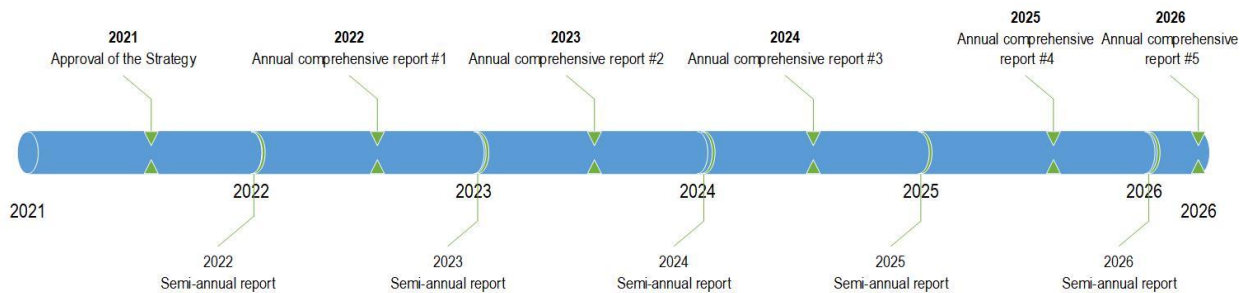 2021
Approval of the Strategy
2022
Annual comprehensive report #1
2023
Annual comprehensive report #2
2024
Annual comprehensive report #3
2025
Annual comprehensive
report #4
2026
Annual comprehensive
report #5
2021
2022
2023
2024
2025
2026
2026
2022
Semi-annual report
2023
Semi-annual report
2024
Semi-annual report
2025
Semi-annual report
2026
Semi-annual report